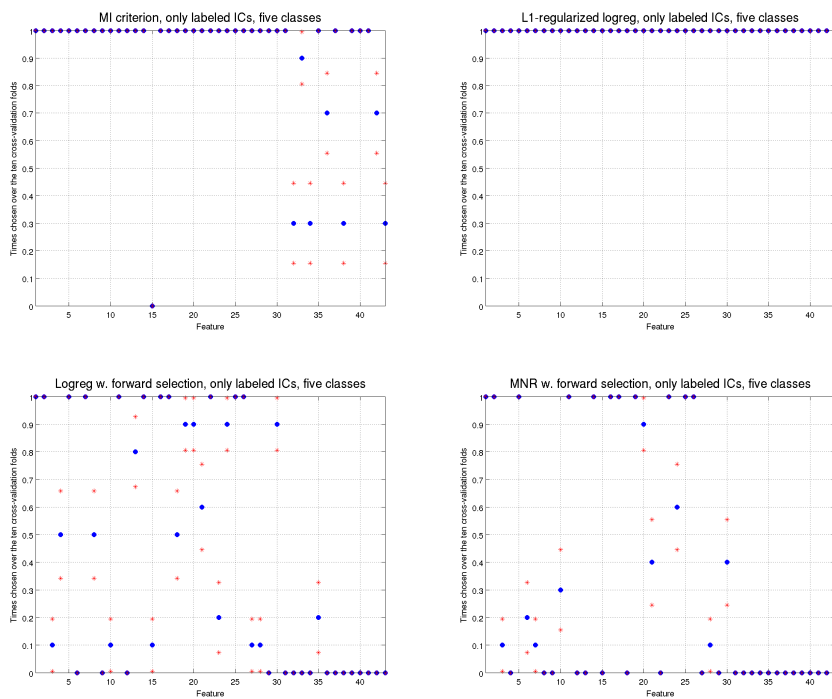 MI criterion, only labeled ICs, five classes
Times chosen over the ten cross-validation folds
1
0.9
0.8
0.7
0.6
0.5
0.4
0.3
0.2
0.1
0
5 10 15 20 25 30 35 40
Feature
L1-regularized logreg, only labeled ICs, five classes
Times chosen over the ten cross-validation folds
1
0.9
0.8
0.7
0.6
0.5
0.4
0.3
0.2
0.1
0
5 10 15 20 25 30 35 40
Feature
Logreg w. forward selection, only labeled ICs, five classes
Times chosen over the ten cross-validation folds
1
0.9
0.8
0.7
0.6
0.5
0.4
0.3
0.2
0.1
0
5 10 15 20 25 30 35 40
Feature
MNR w. forward selection, only labeled ICs, five classes
Times chosen over the ten cross-validation folds
1
0.9
0.8
0.7
0.6
0.5
0.4
0.3
0.2
0.1
0
5 10 15 20 25 30 35 40
Feature